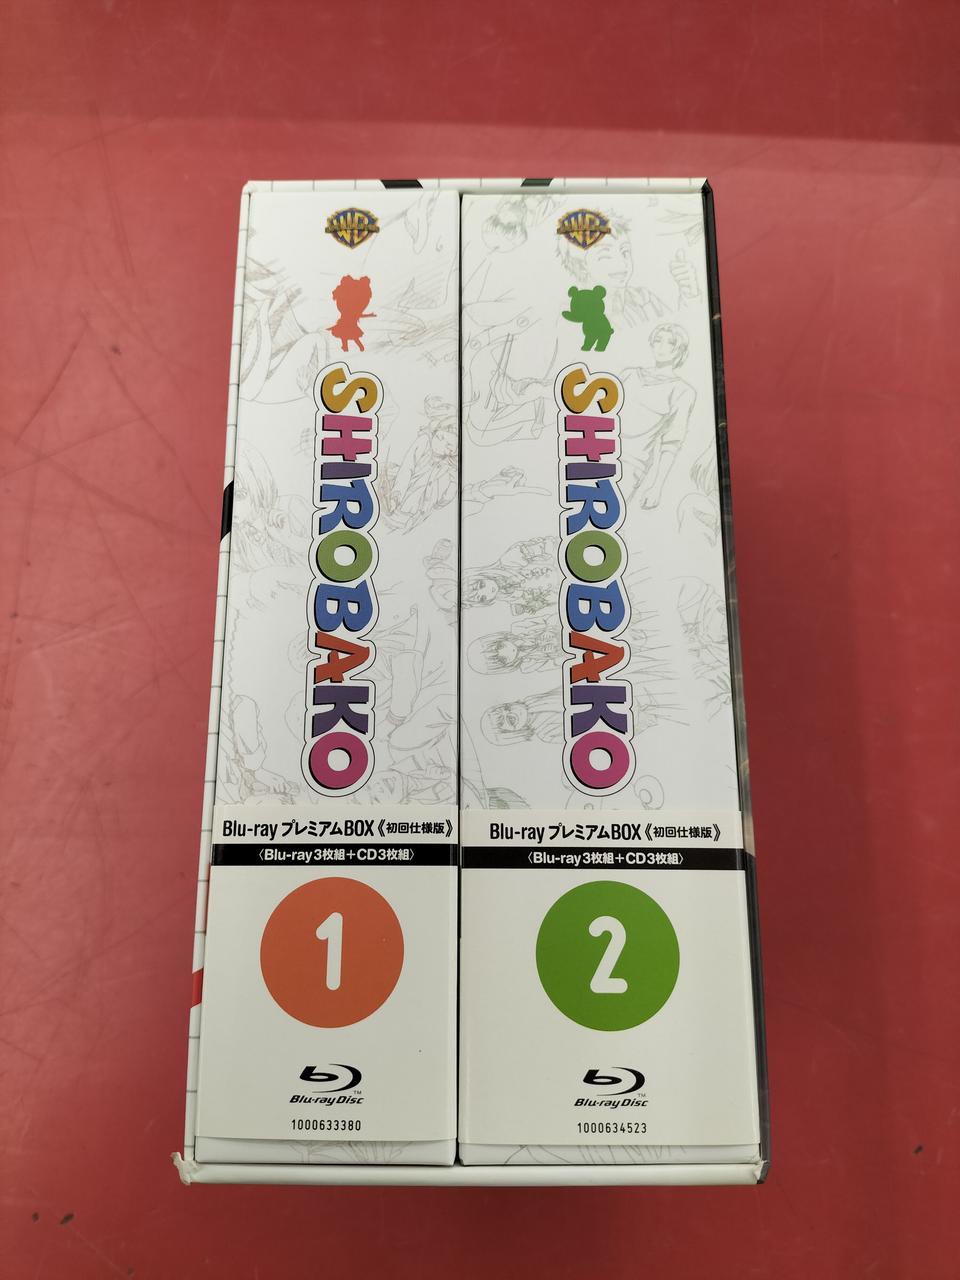 WB
SHIROBAKO
Blu-ray プレミアムBOX《初回仕様版》
〈Blu-ray3枚組+CD3枚組〉
1
Blu-ray Disc
TM
1000633380
WB
SHIROBAKO
Blu-ray プレミアムBOX《初回仕様版》
〈Blu-ray3枚組+CD3枚組〉
2
Blu-ray Disc
TM
1000634523